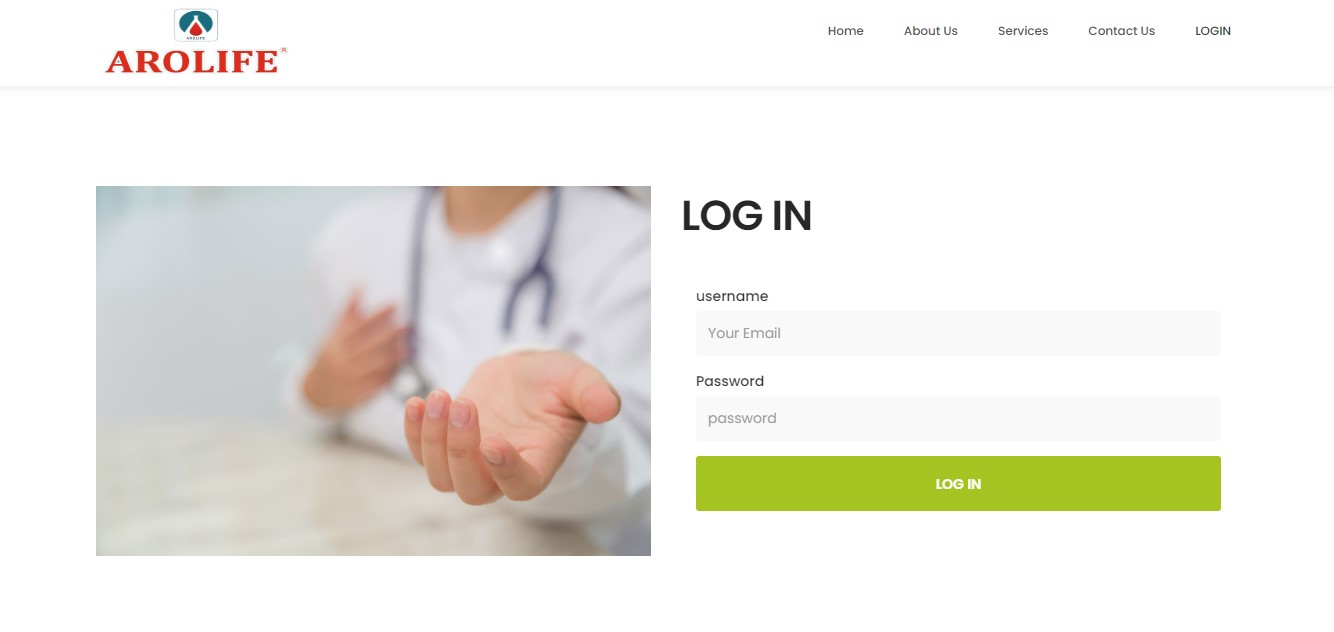 AROLIFE
AROLIFE®
Home
About Us
Services
Contact Us
LOGIN
LOG IN
username
Your Email
Password
password
LOG IN